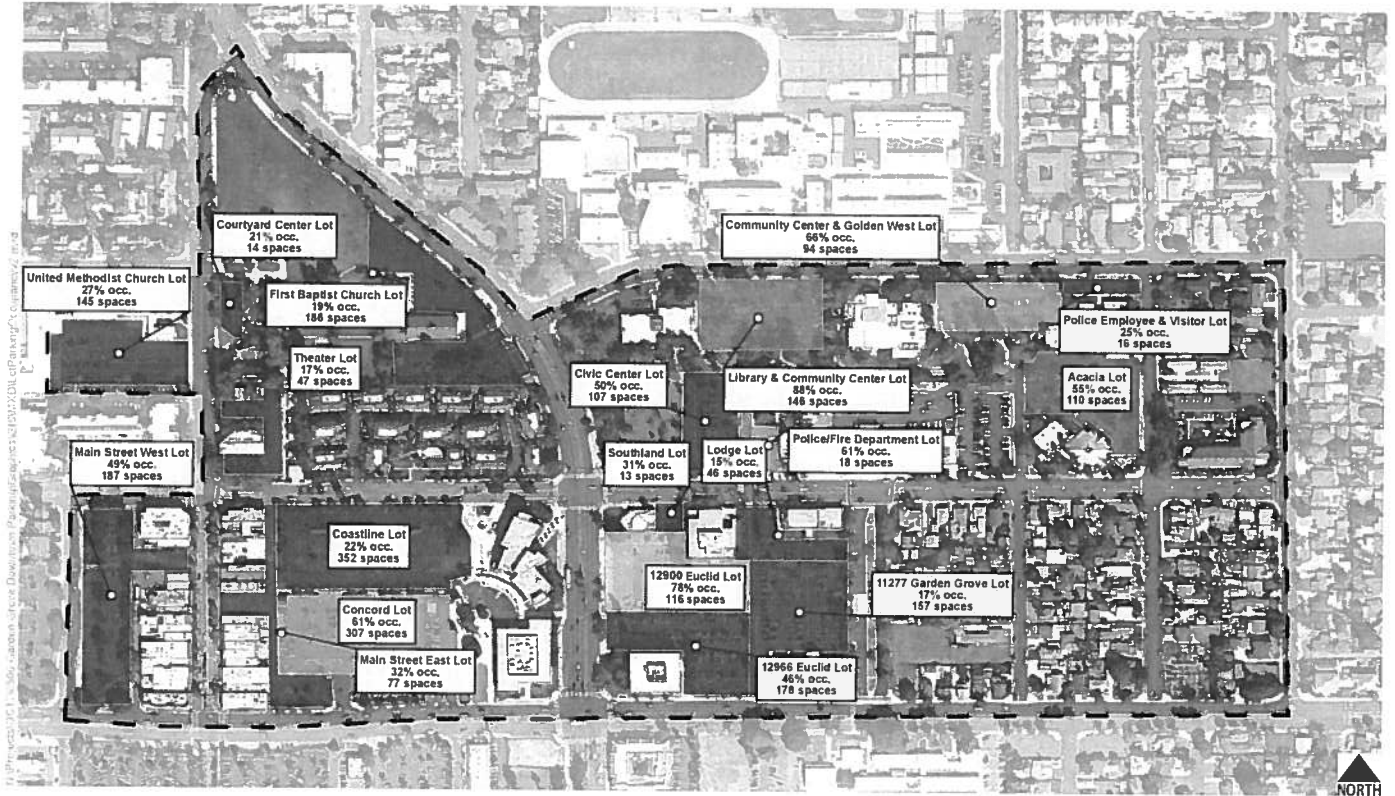 Courtyard Center Lot
21% occ.
14 spaces
Community Center & Golden West Lot
66% occ.
94 spaces
United Methodist Church Lot
27% occ.
145 spaces
First Baptist Church Lot
19% occ.
186 spaces
Police Employee & Visitor Lot
25% occ.
16 spaces
Theater Lot
17% occ.
47 spaces
Civic Center Lot
50% occ.
107 spaces
Library & Community Center Lot
88% occ.
146 spaces
Acacia Lot
55% occ.
110 spaces
Main Street West Lot
49% occ.
187 spaces
Southland Lot
31% occ.
13 spaces
Lodge Lot
15% occ.
46 spaces
Police/Fire Department Lot
61% occ.
18 spaces
Coastline Lot
22% occ.
352 spaces
12900 Euclid Lot
78% occ.
116 spaces
11277 Garden Grove Lot
17% occ.
157 spaces
Concord Lot
61% occ.
307 spaces
Main Street East Lot
32% occ.
77 spaces
12966 Euclid Lot
46% occ.
178 spaces
NORTH